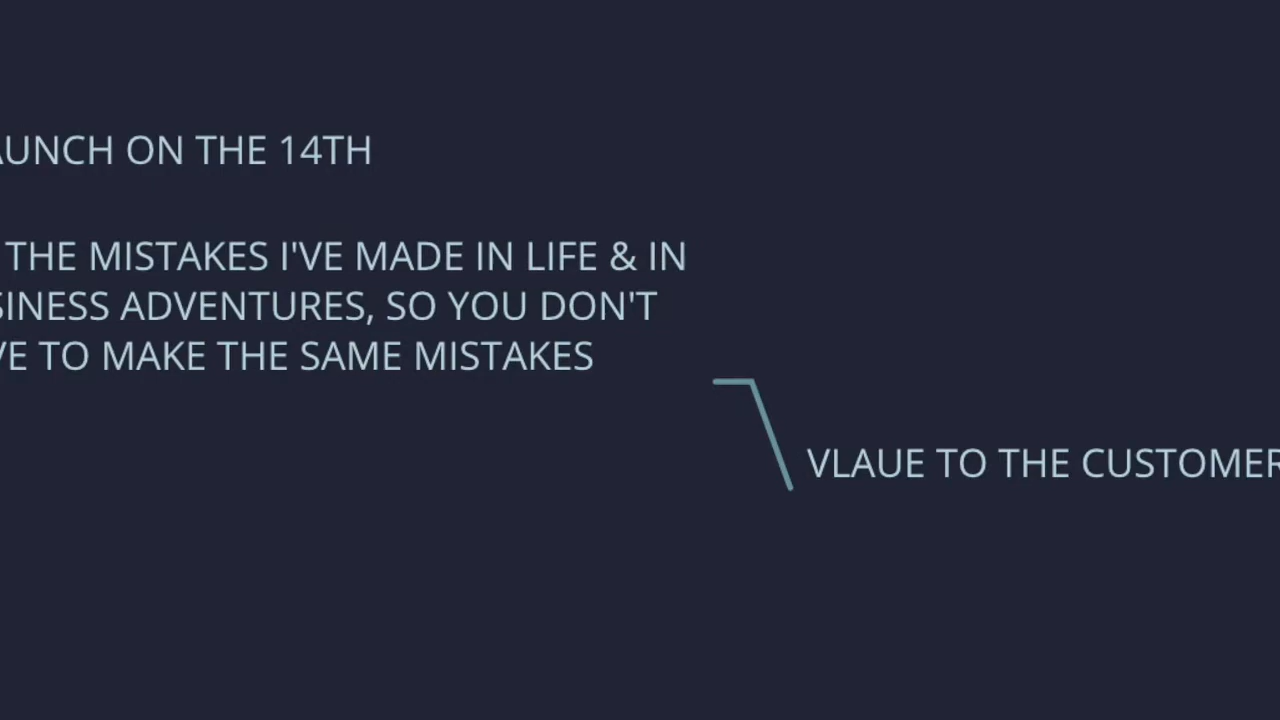 AUNCH ON THE 14TH
THE MISTAKES I'VE MADE IN LIFE & IN
SINESS ADVENTURES, SO YOU DON'T
VE TO MAKE THE SAME MISTAKES
VLAUE TO THE CUSTOMER